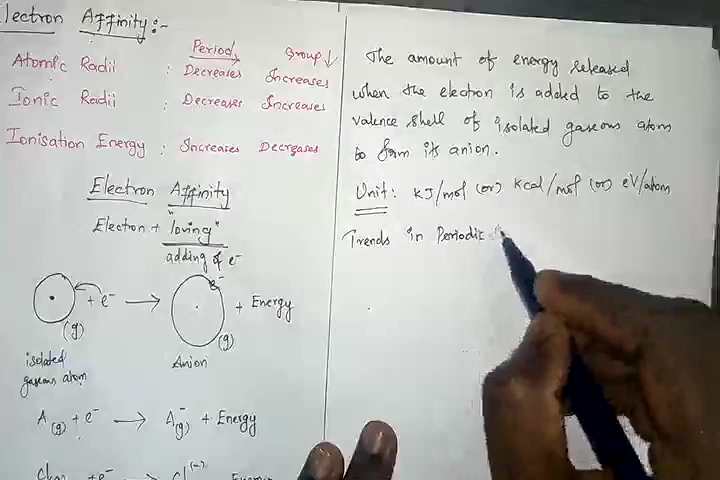 Electron Affinity:-
Period Group ↓
Atomic Radii : Decreases Increases
Ionic Radii : Decreases Increases
Ionisation Energy : Increases Decreases
Electron Affinity
Electron + "loving"
adding of e⁻
+ e⁻ → e⁻ + Energy
(g) (g)
isolated gaseous atom
Anion
A(g) + e⁻ → A⁻(g) + Energy
+e⁻ → Cl⁽⁻⁾
The amount of energy released
when the electron is added to the
valence shell of isolated gaseous atom
to form its anion.
Unit: KJ/mol (or) Kcal/mol (or) eV/atom
Trends in Periodic